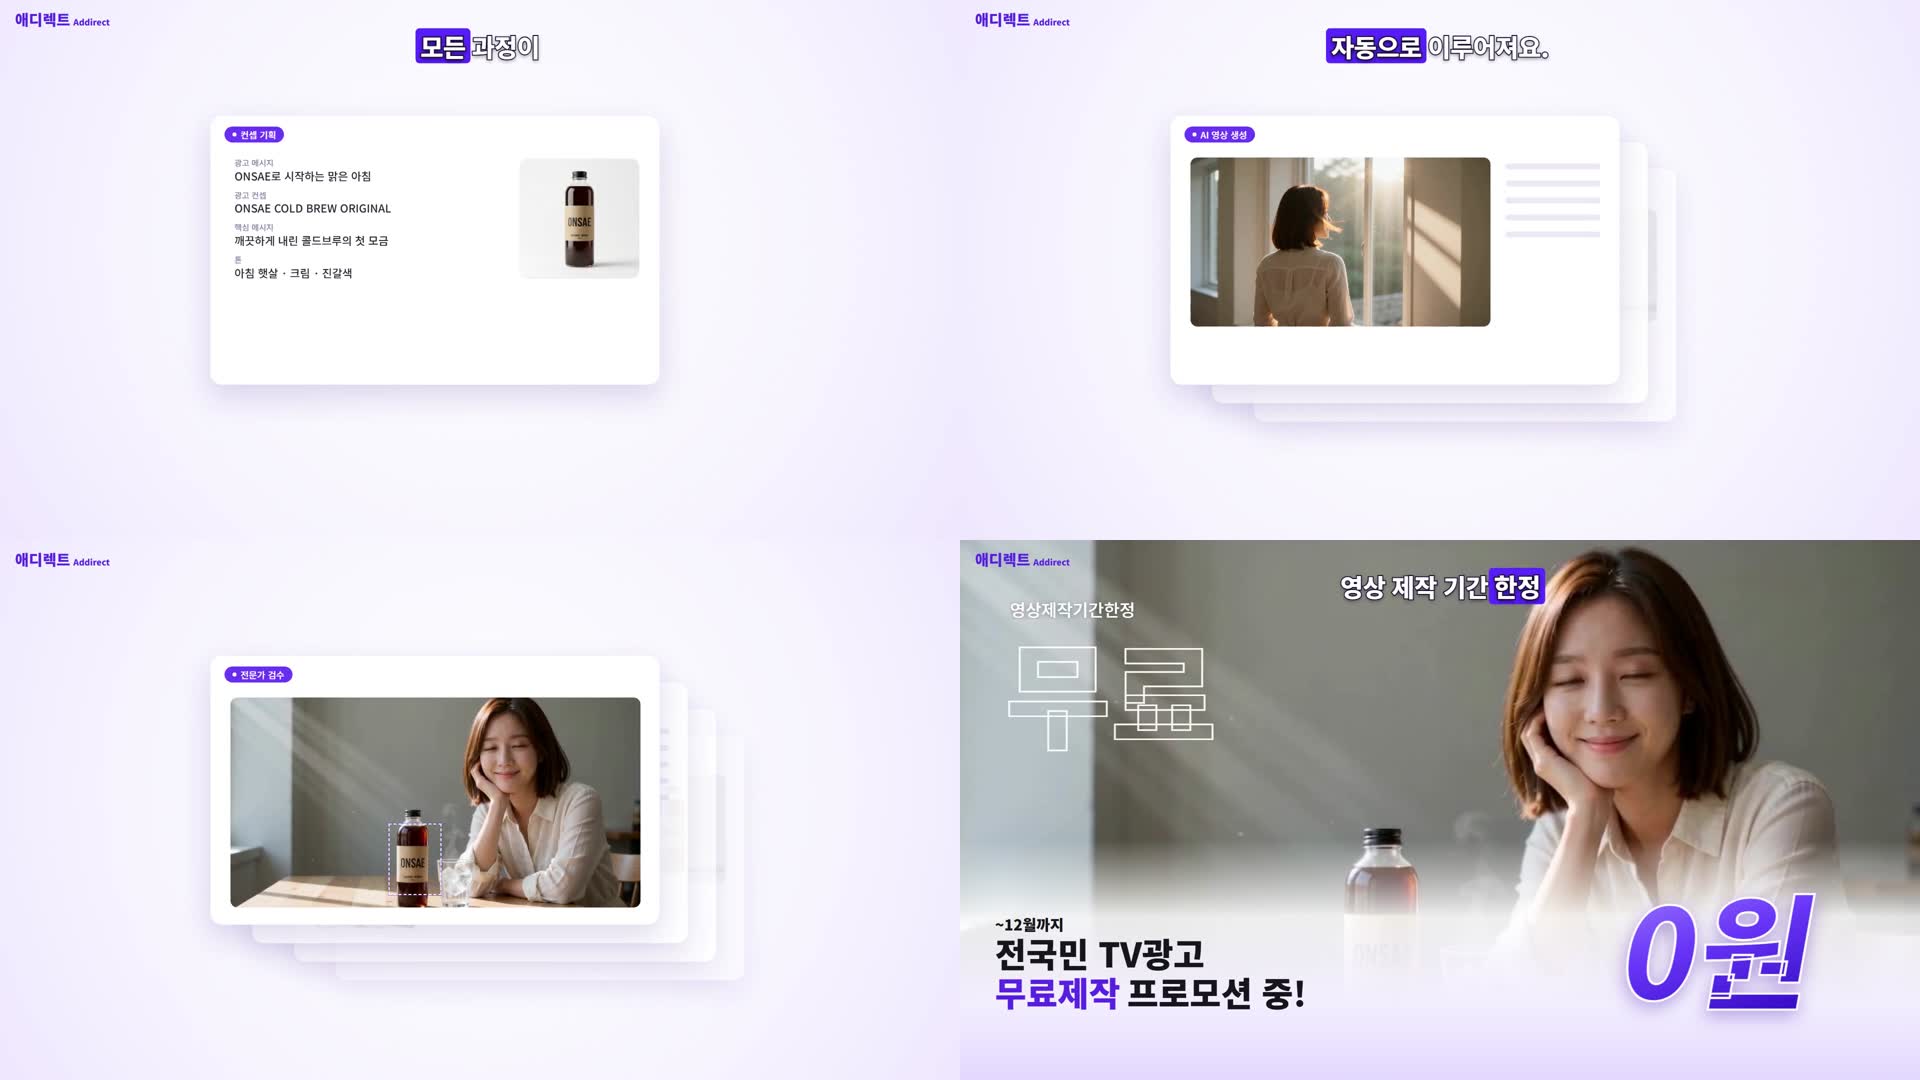 애디렉트 Addirect
모든 과정이
컨셉 기획
광고 메시지
ONSAE로 시작하는 맑은 아침
광고 컨셉
ONSAE COLD BREW ORIGINAL
핵심 메시지
깨끗하게 내린 콜드브루의 첫 모금
톤
아침 햇살 · 크림 · 진갈색
ONSAE
애디렉트 Addirect
자동으로 이루어져요.
AI 영상 생성
애디렉트 Addirect
전문가 검수
ONSAE
애디렉트 Addirect
영상 제작 기간 한정
영상제작기간한정
무료
~12월까지
전국민 TV광고
무료제작 프로모션 중!
ONSAE
0원